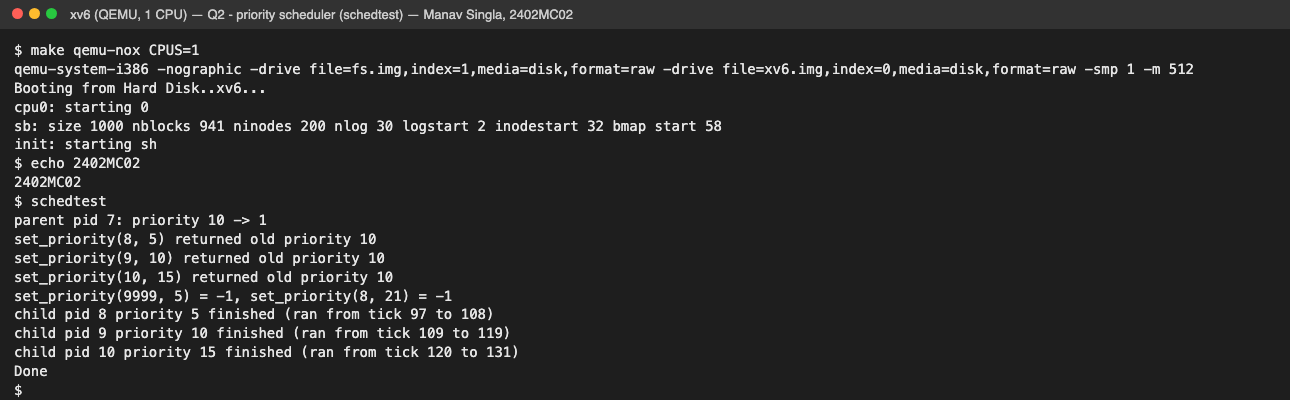 xv6 (QEMU, 1 CPU) — Q2 - priority scheduler (schedtest) — Manav Singla, 2402MC02
$ make qemu-nox CPUS=1
qemu-system-i386 -nographic -drive file=fs.img,index=1,media=disk,format=raw -drive file=xv6.img,index=0,media=disk,format=raw -smp 1 -m 512
Booting from Hard Disk..xv6...
cpu0: starting 0
sb: size 1000 nblocks 941 ninodes 200 nlog 30 logstart 2 inodestart 32 bmap start 58
init: starting sh
$ echo 2402MC02
2402MC02
$ schedtest
parent pid 7: priority 10 -> 1
set_priority(8, 5) returned old priority 10
set_priority(9, 10) returned old priority 10
set_priority(10, 15) returned old priority 10
set_priority(9999, 5) = -1, set_priority(8, 21) = -1
child pid 8 priority 5 finished (ran from tick 97 to 108)
child pid 9 priority 10 finished (ran from tick 109 to 119)
child pid 10 priority 15 finished (ran from tick 120 to 131)
Done
$